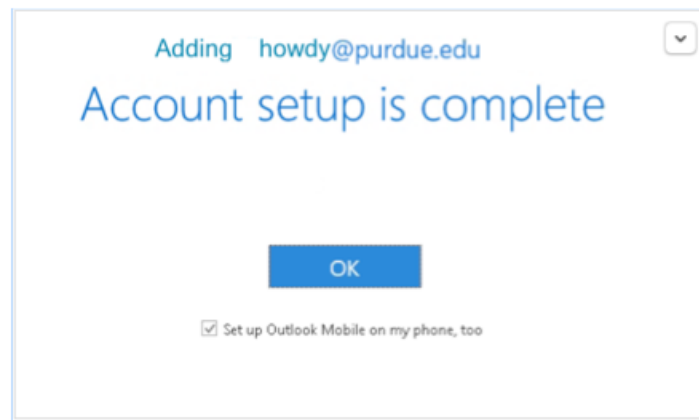 Adding howdy@purdue.edu
Account setup is complete
OK
Set up Outlook Mobile on my phone, too